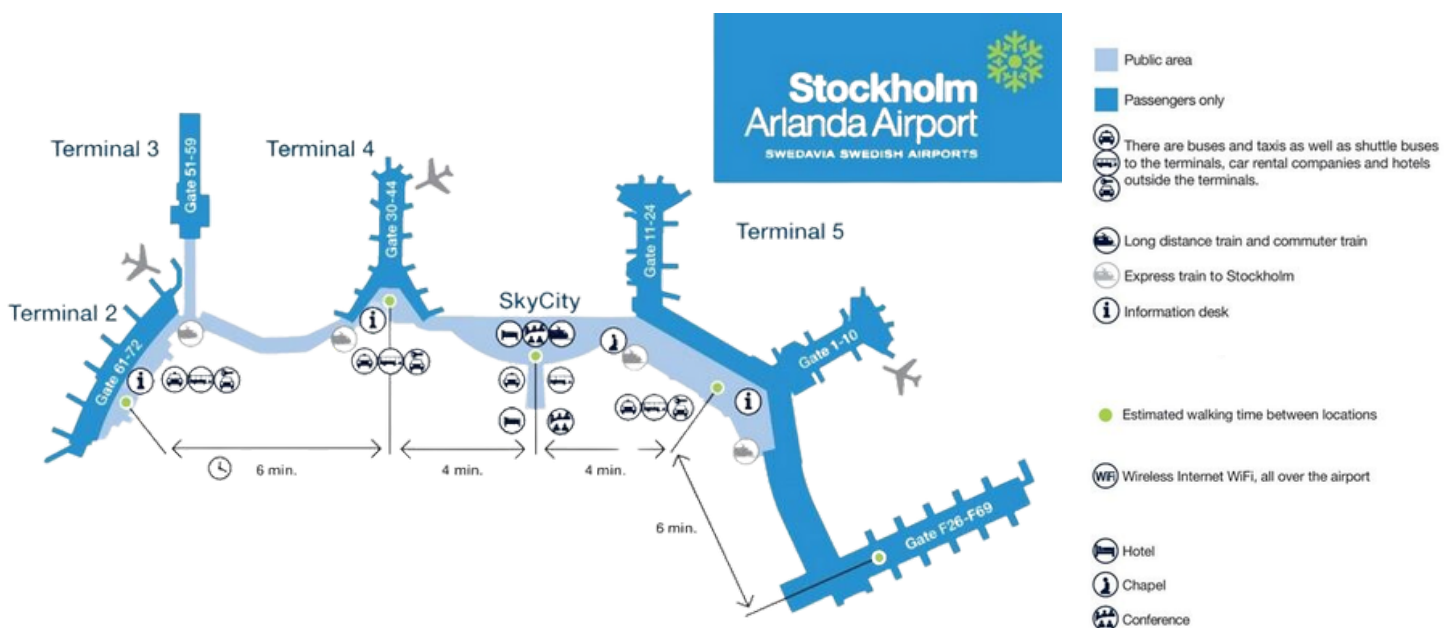 Stockholm
Arlanda Airport
SWEDAVIA SWEDISH AIRPORTS
Terminal 3
Terminal 4
Terminal 5
Terminal 2
SkyCity
Gate 51-59
Gate 30-44
Gate 11-24
Gate 1-10
Gate 61-72
Gate F26-F69
i
i
i
6 min.
4 min.
4 min.
6 min.
Public area
Passengers only
There are buses and taxis as well as shuttle buses
to the terminals, car rental companies and hotels
outside the terminals.
Long distance train and commuter train
Express train to Stockholm
i Information desk
Estimated walking time between locations
WiFi Wireless Internet WiFi, all over the airport
Hotel
Chapel
Conference